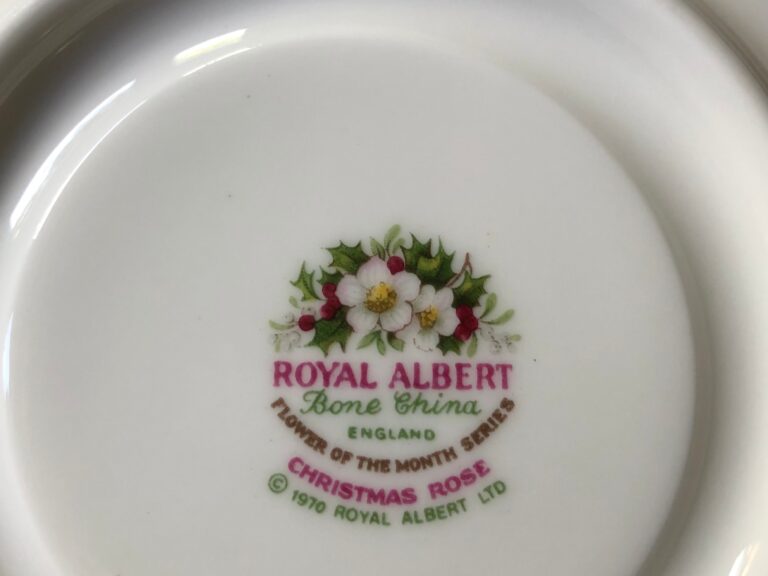 ROYAL ALBERT
Bone China
ENGLAND
FLOWER OF THE MONTH SERIES
CHRISTMAS ROSE
© 1970 ROYAL ALBERT LTD